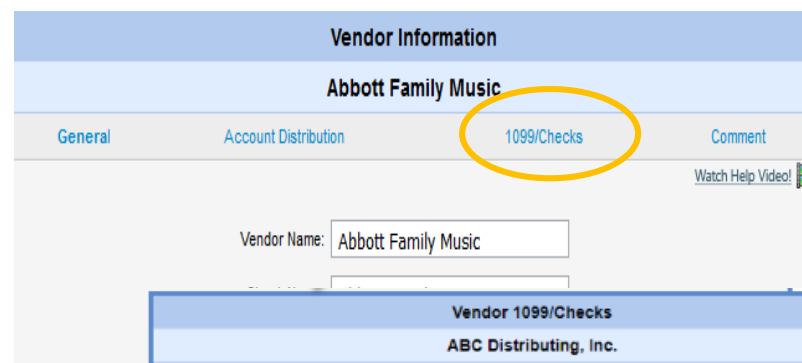 Vendor Information
Abbott Family Music
General Account Distribution 1099/Checks Comment
Watch Help Video!
Vendor Name: Abbott Family Music
Vendor 1099/Checks
ABC Distributing, Inc.